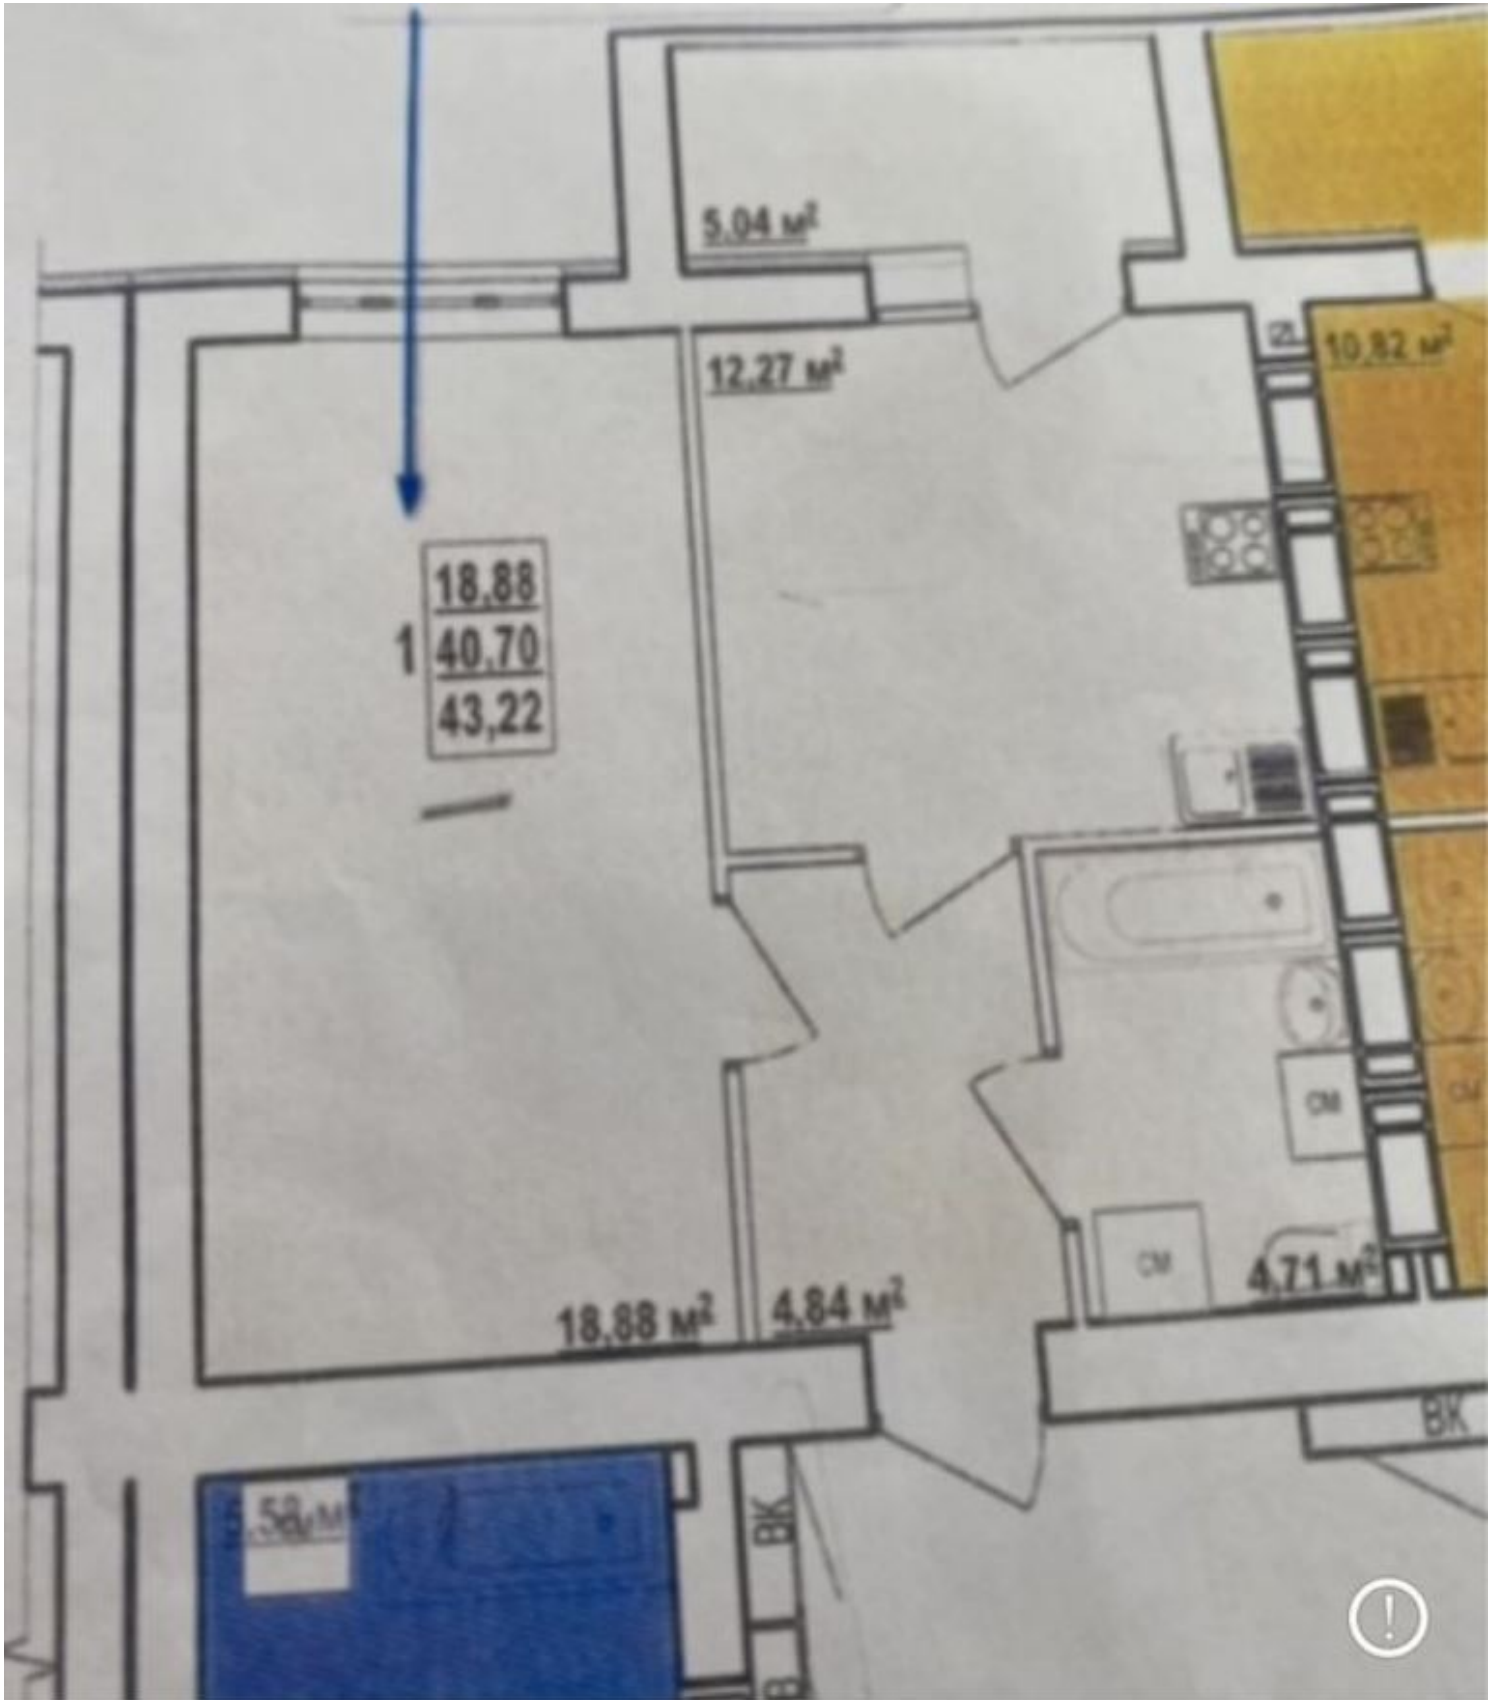 5.04 м²
12.27 м²
10,82 м²
18,88
1 40.70
43,22
СМ
СМ
СМ
4,71 м²
18,88 м²
4,84 м²
ВК
ВК
В